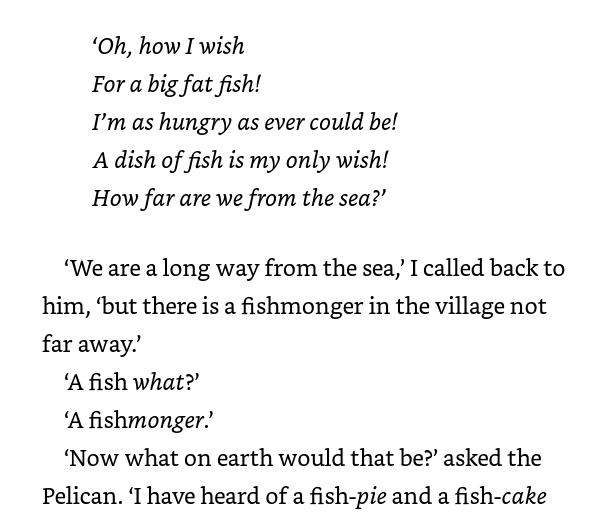 ‘Oh, how I wish
For a big fat fish!
I’m as hungry as ever could be!
A dish of fish is my only wish!
How far are we from the sea?’
‘We are a long way from the sea,’ I called back to
him, ‘but there is a fishmonger in the village not
far away.’
‘A fish what?’
‘A fishmonger.’
‘Now what on earth would that be?’ asked the
Pelican. ‘I have heard of a fish-pie and a fish-cake